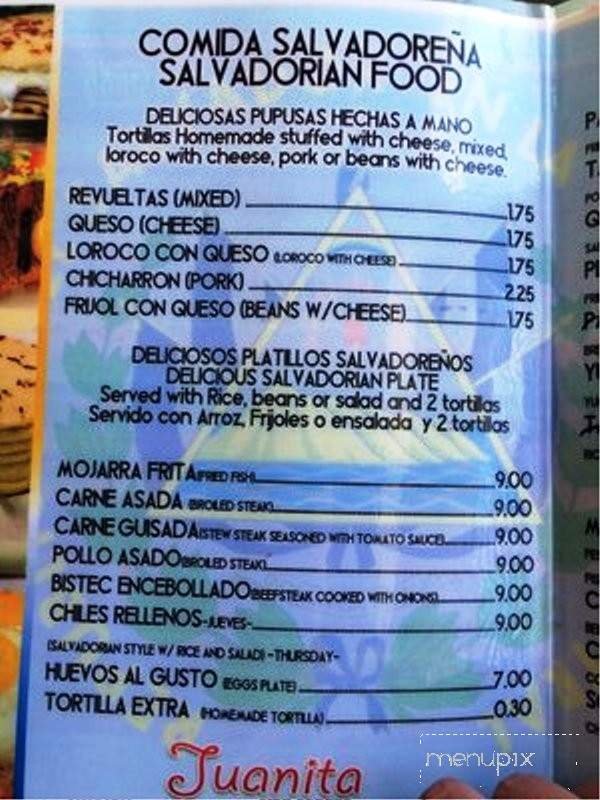 COMIDA SALVADOREÑA
SALVADORIAN FOOD
DELICIOSAS PUPUSAS HECHAS A MANO
Tortillas Homemade stuffed with cheese, mixed,
loroco with cheese, pork or beans with cheese.
REVUELTAS (MIXED) 1.75
QUESO (CHEESE) 1.75
LOROCO CON QUESO (LOROCO WITH CHEESE) 1.75
CHICHARRON (PORK) 2.25
FRIJOL CON QUESO (BEANS W/CHEESE) 1.75
DELICIOSOS PLATILLOS SALVADOREÑOS
DELICIOUS SALVADORIAN PLATE
Served with Rice, beans or salad and 2 tortillas
Servido con Arroz, Frijoles o ensalada y 2 tortillas
MOJARRA FRITA (FRIED FISH) 9.00
CARNE ASADA (BROILED STEAK) 9.00
CARNE GUISADA (STEW STEAK SEASONED WITH TOMATO SAUCE) 9.00
POLLO ASADO (BROILED STEAK) 9.00
BISTEC ENCEBOLLADO (BEEFSTEAK COOKED WITH ONIONS) 9.00
CHILES RELLENOS -JUEVES- 9.00
(SALVADORIAN STYLE W/ RICE AND SALAD) -THURSDAY-
HUEVOS AL GUSTO (EGGS PLATE) 7.00
TORTILLA EXTRA (HOMEMADE TORTILLA) 0.30
Juanita
menupix